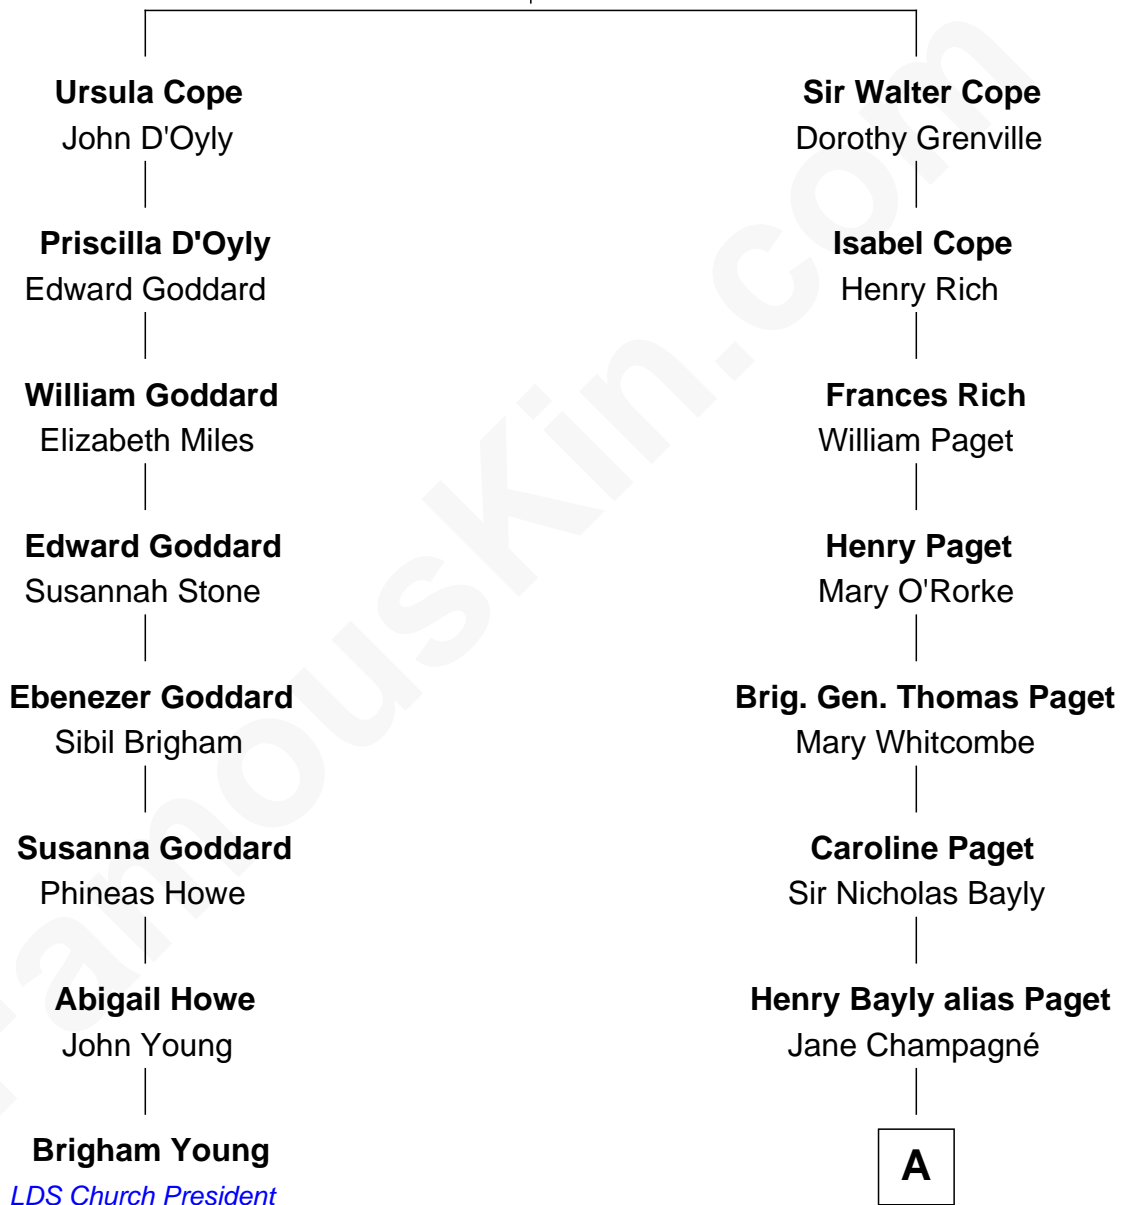 Ursula Cope
John D'Oyly
Priscilla D'Oyly
Edward Goddard
William Goddard
Elizabeth Miles
Edward Goddard
Susannah Stone
Ebenezer Goddard
Sibil Brigham
Susanna Goddard
Phineas Howe
Abigail Howe
John Young
Brigham Young
LDS Church President
Sir Walter Cope
Dorothy Grenville
Isabel Cope
Henry Rich
Frances Rich
William Paget
Henry Paget
Mary O'Rorke
Brig. Gen. Thomas Paget
Mary Whitcombe
Caroline Paget
Sir Nicholas Bayly
Henry Bayly alias Paget
Jane Champagné
A
FamousKin.com